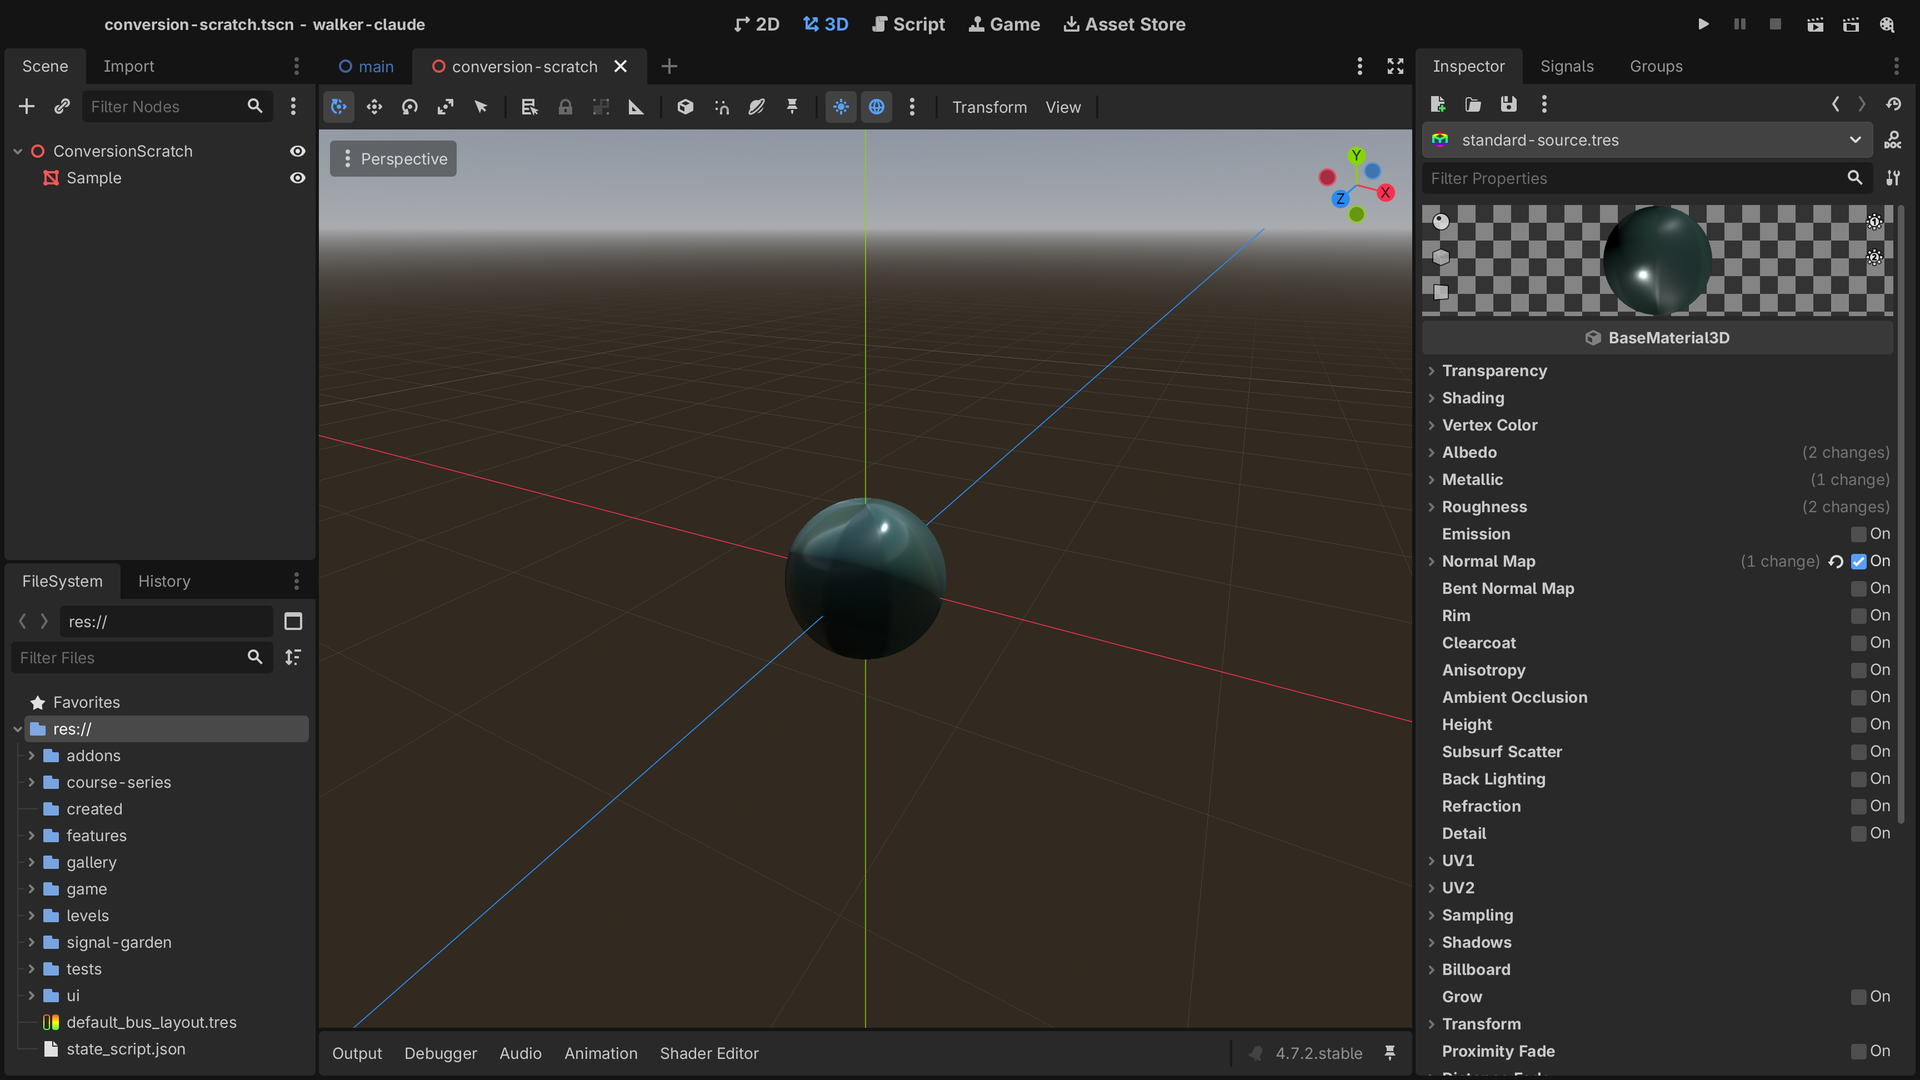 conversion-scratch.tscn - walker-claude
2D
3D
Script
Game
Asset Store
Scene
Import
Filter Nodes
ConversionScratch
Sample
FileSystem
History
res://
Filter Files
Favorites
res://
addons
course-series
created
features
gallery
game
levels
signal-garden
tests
ui
default_bus_layout.tres
state_script.json
main
conversion-scratch
Transform
View
Perspective
Y
X
Z
Output
Debugger
Audio
Animation
Shader Editor
4.7.2.stable
Inspector
Signals
Groups
standard-source.tres
DOC
Filter Properties
1
2
BaseMaterial3D
Transparency
Shading
Vertex Color
Albedo (2 changes)
Metallic (1 change)
Roughness (2 changes)
Emission On
Normal Map (1 change) On
Bent Normal Map On
Rim On
Clearcoat On
Anisotropy On
Ambient Occlusion On
Height On
Subsurf Scatter On
Back Lighting On
Refraction On
Detail On
UV1
UV2
Sampling
Shadows
Billboard
Grow On
Transform
Proximity Fade On